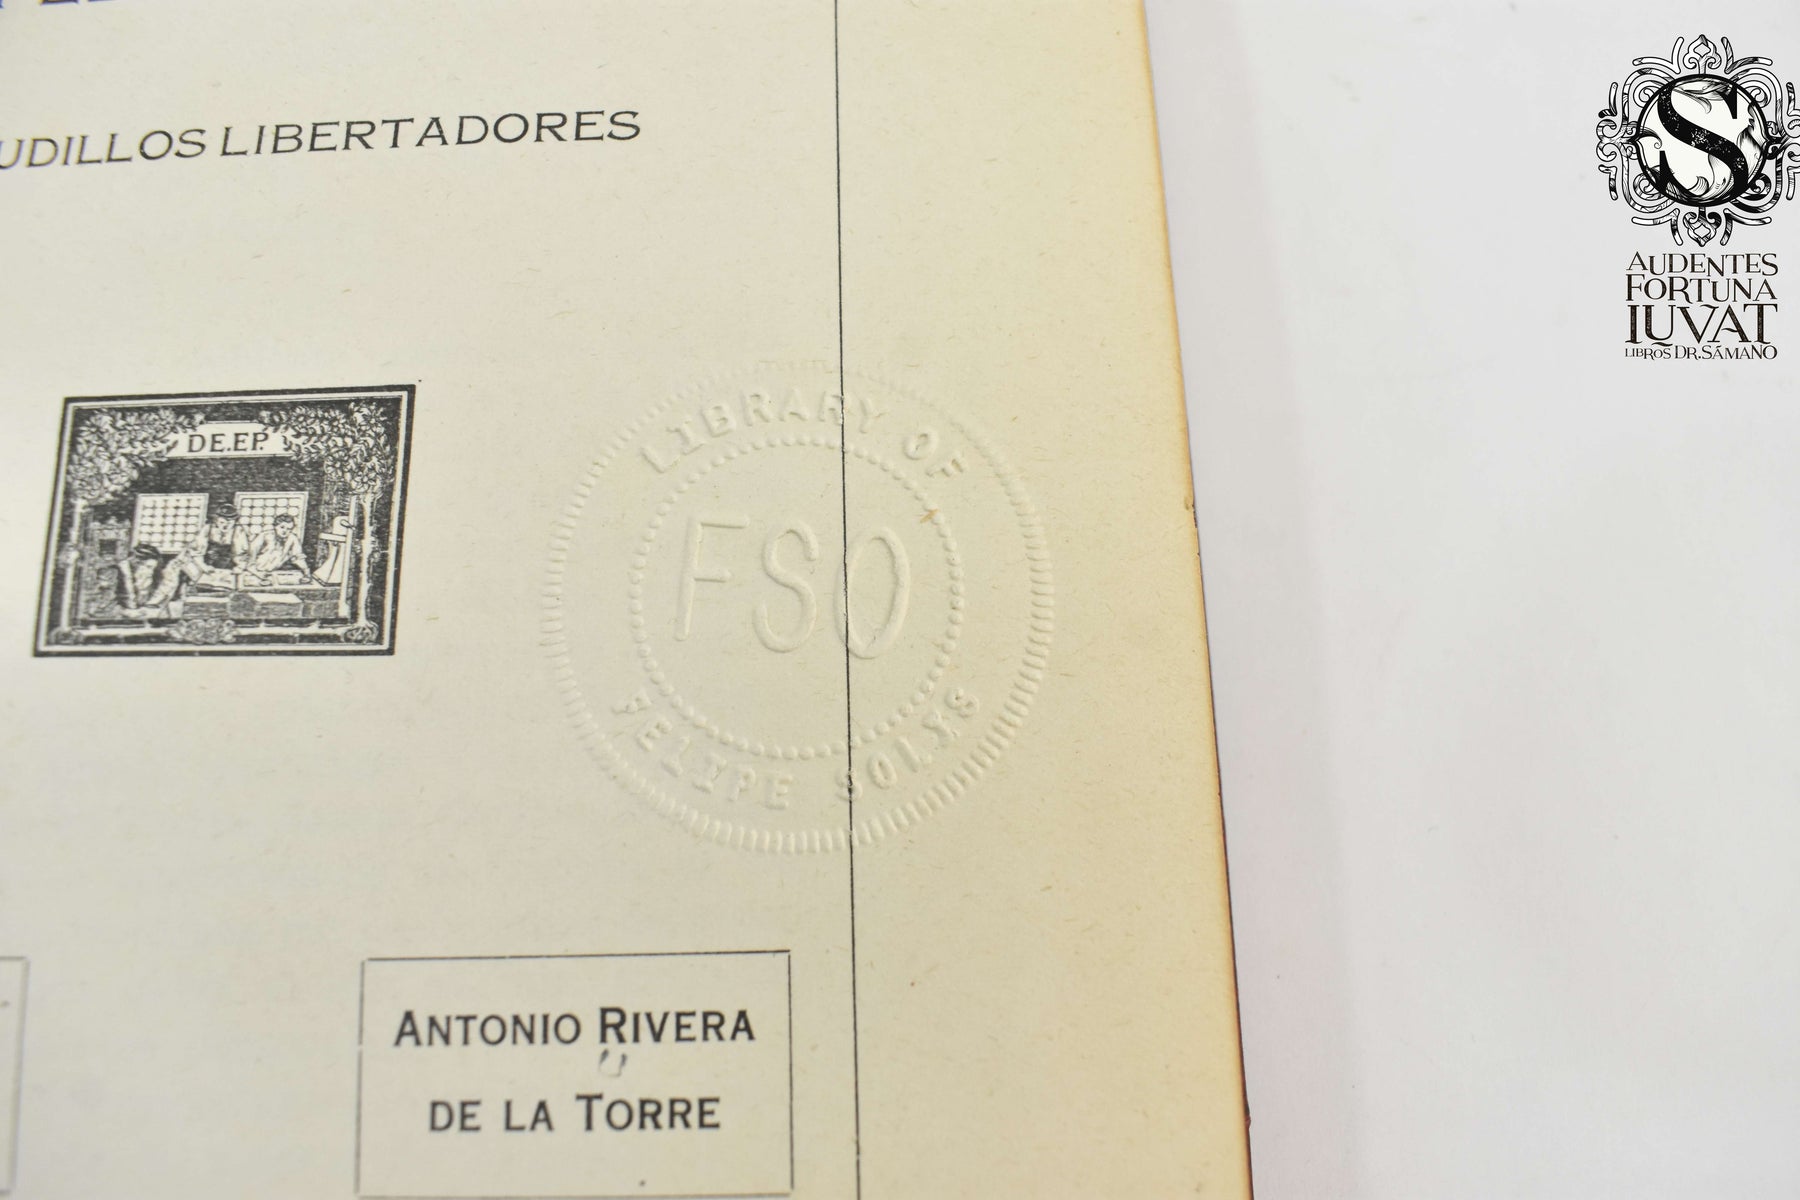 UDILLOS LIBERTADORES
DE.EP.
LIBRARY OF
FSO
FELIPE SOLIS
ANTONIO RIVERA
DE LA TORRE
S
AUDENTES
FORTUNA
IUVAT
LIBROS DR. SÁMANO